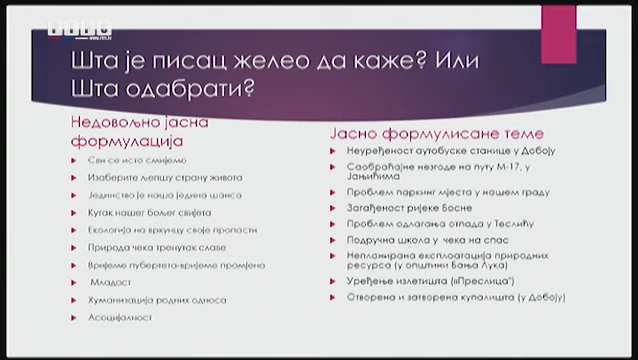 Шта је писац желео да каже? Или
Шта одабрати?
Недовољно јасна
формулација
Сви се исто смијемо
Изаберите љепшу страну живота
Јединство је наша једина шанса
Кутак нашег бољег свијета
Екологија на врхунцу своје пропасти
Природа чека тренутак славе
Вријеме пубертета-вријеме промјена
Младост
Хуманизација родних односа
Асоцијалност
Јасно формулисане теме
Неуређеност аутобуске станице у Добоју
Саобраћајне незгоде на путу М-17, у
Јањићима
Проблем паркинг мјеста у нашем граду
Загађеност ријеке Босне
Проблем одлагања отпада у Теслићу
Подручна школа у чека на спас
Непланирана експлоатација природних
ресурса (у општини Бања Лука)
Уређење излетишта («Преслица")
Отворена и затворена купалишта (у Добоју)